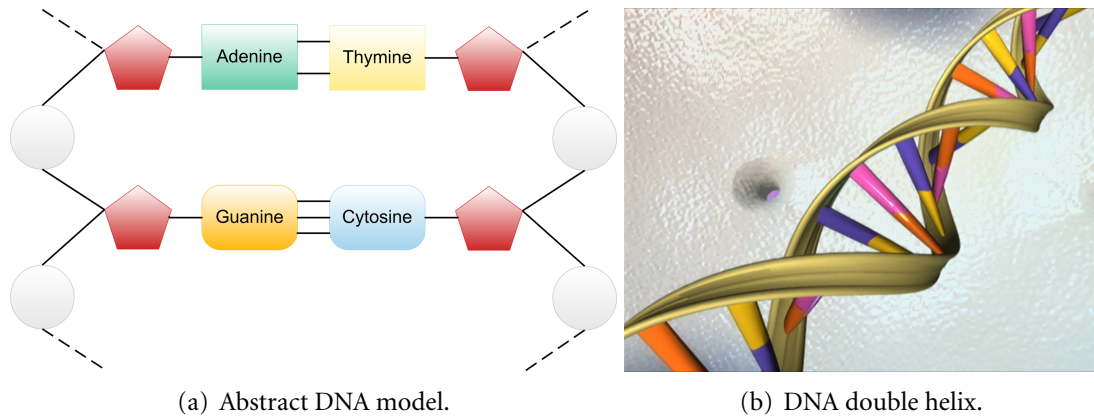 Adenine
Thymine
Guanine
Cytosine
(a) Abstract DNA model.
(b) DNA double helix.